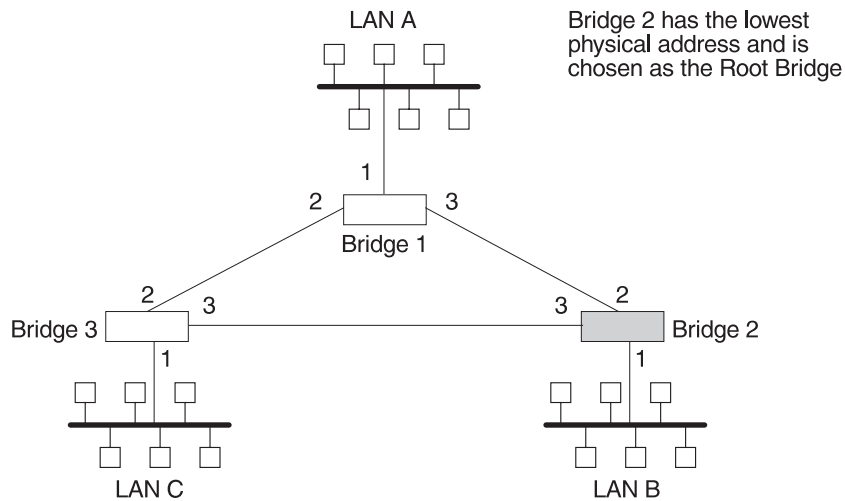 LAN A
Bridge 2 has the lowest
physical address and is
chosen as the Root Bridge
1
2
3
Bridge 1
2
3
3
2
Bridge 3
Bridge 2
1
1
LAN C
LAN B